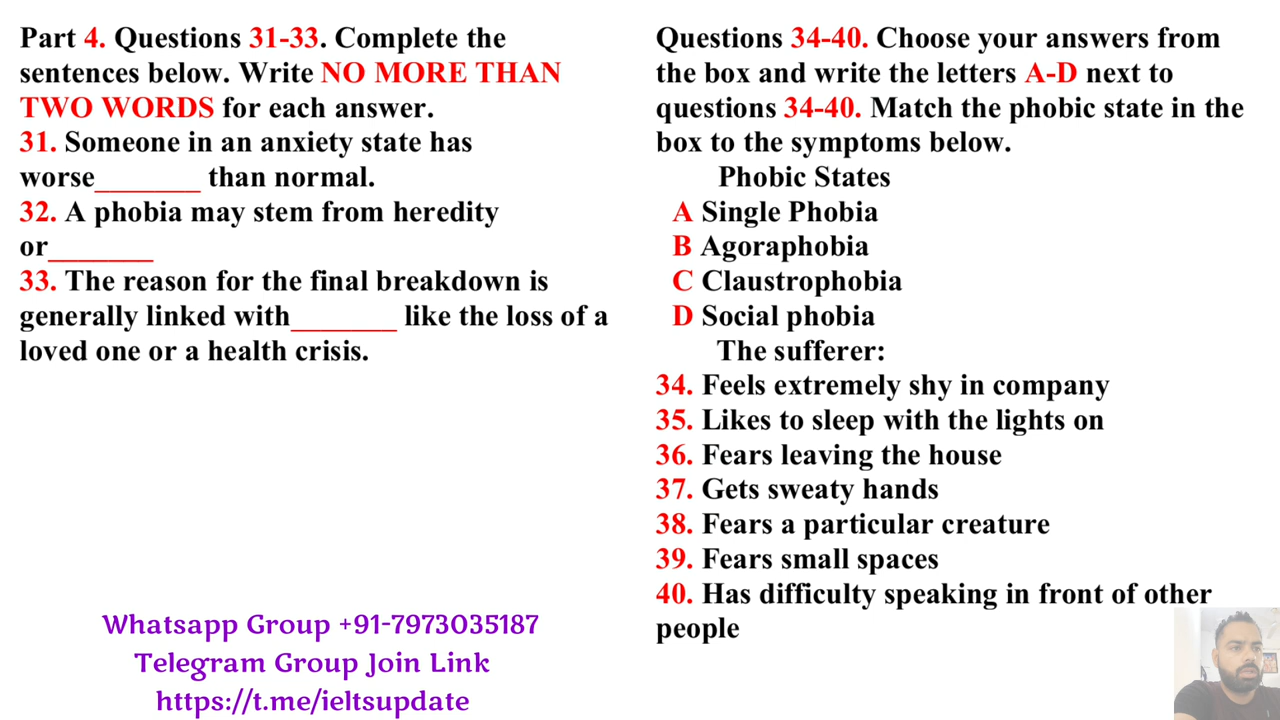 Part 4. Questions 31-33. Complete the
sentences below. Write NO MORE THAN
TWO WORDS for each answer.
31. Someone in an anxiety state has
worse_______ than normal.
32. A phobia may stem from heredity
or_______
33. The reason for the final breakdown is
generally linked with_______ like the loss of a
loved one or a health crisis.
Whatsapp Group +91-7973035187
Telegram Group Join Link
https://t.me/ieltsupdate
Questions 34-40. Choose your answers from
the box and write the letters A-D next to
questions 34-40. Match the phobic state in the
box to the symptoms below.
Phobic States
A Single Phobia
B Agoraphobia
C Claustrophobia
D Social phobia
The sufferer:
34. Feels extremely shy in company
35. Likes to sleep with the lights on
36. Fears leaving the house
37. Gets sweaty hands
38. Fears a particular creature
39. Fears small spaces
40. Has difficulty speaking in front of other
people